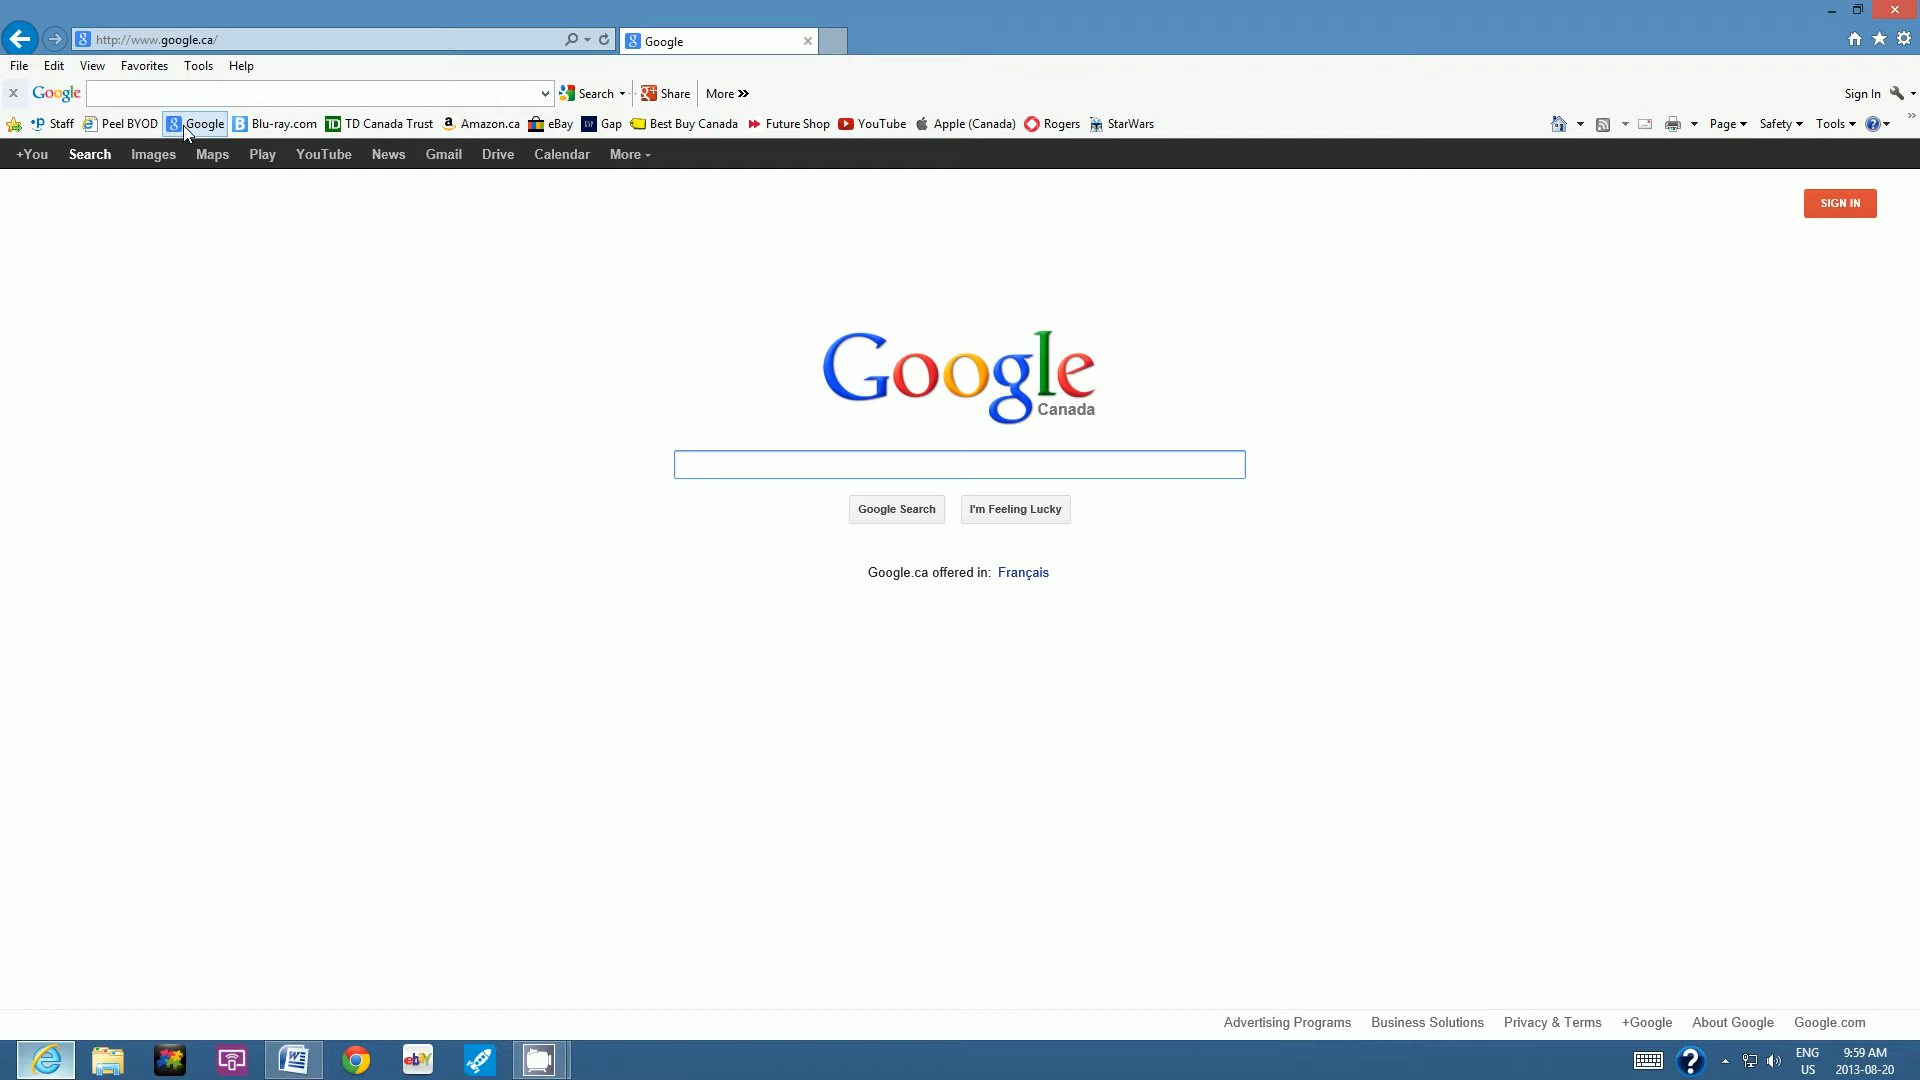 http://www.google.ca/
Google
File Edit View Favorites Tools Help
Google Search Share More Sign In
Staff Peel BYOD Google Blu-ray.com TD Canada Trust Amazon.ca eBay Gap Best Buy Canada Future Shop YouTube Apple (Canada) Rogers StarWars Page Safety Tools
+You Search Images Maps Play YouTube News Gmail Drive Calendar More
SIGN IN
Google
Canada
Google Search I'm Feeling Lucky
Google.ca offered in: Français
Advertising Programs Business Solutions Privacy & Terms +Google About Google Google.com
ebay
ENG 9:59 AM
US 2013-08-20